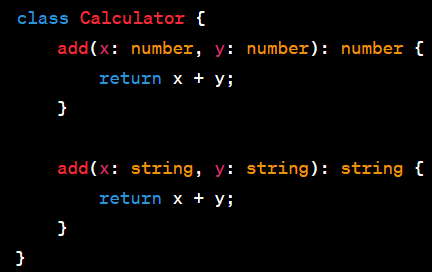 class Calculator {
    add(x: number, y: number): number {
        return x + y;
    }

    add(x: string, y: string): string {
        return x + y;
    }
}